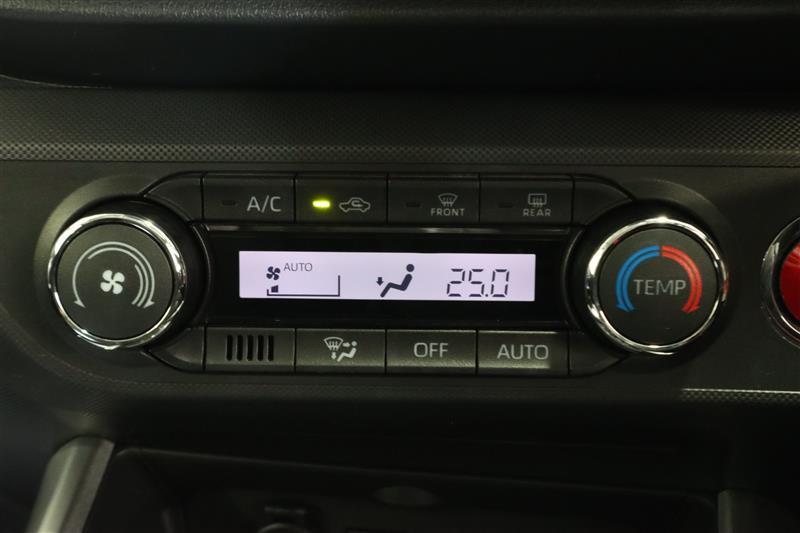 A/C
FRONT
REAR
AUTO
25.0
TEMP
OFF
AUTO